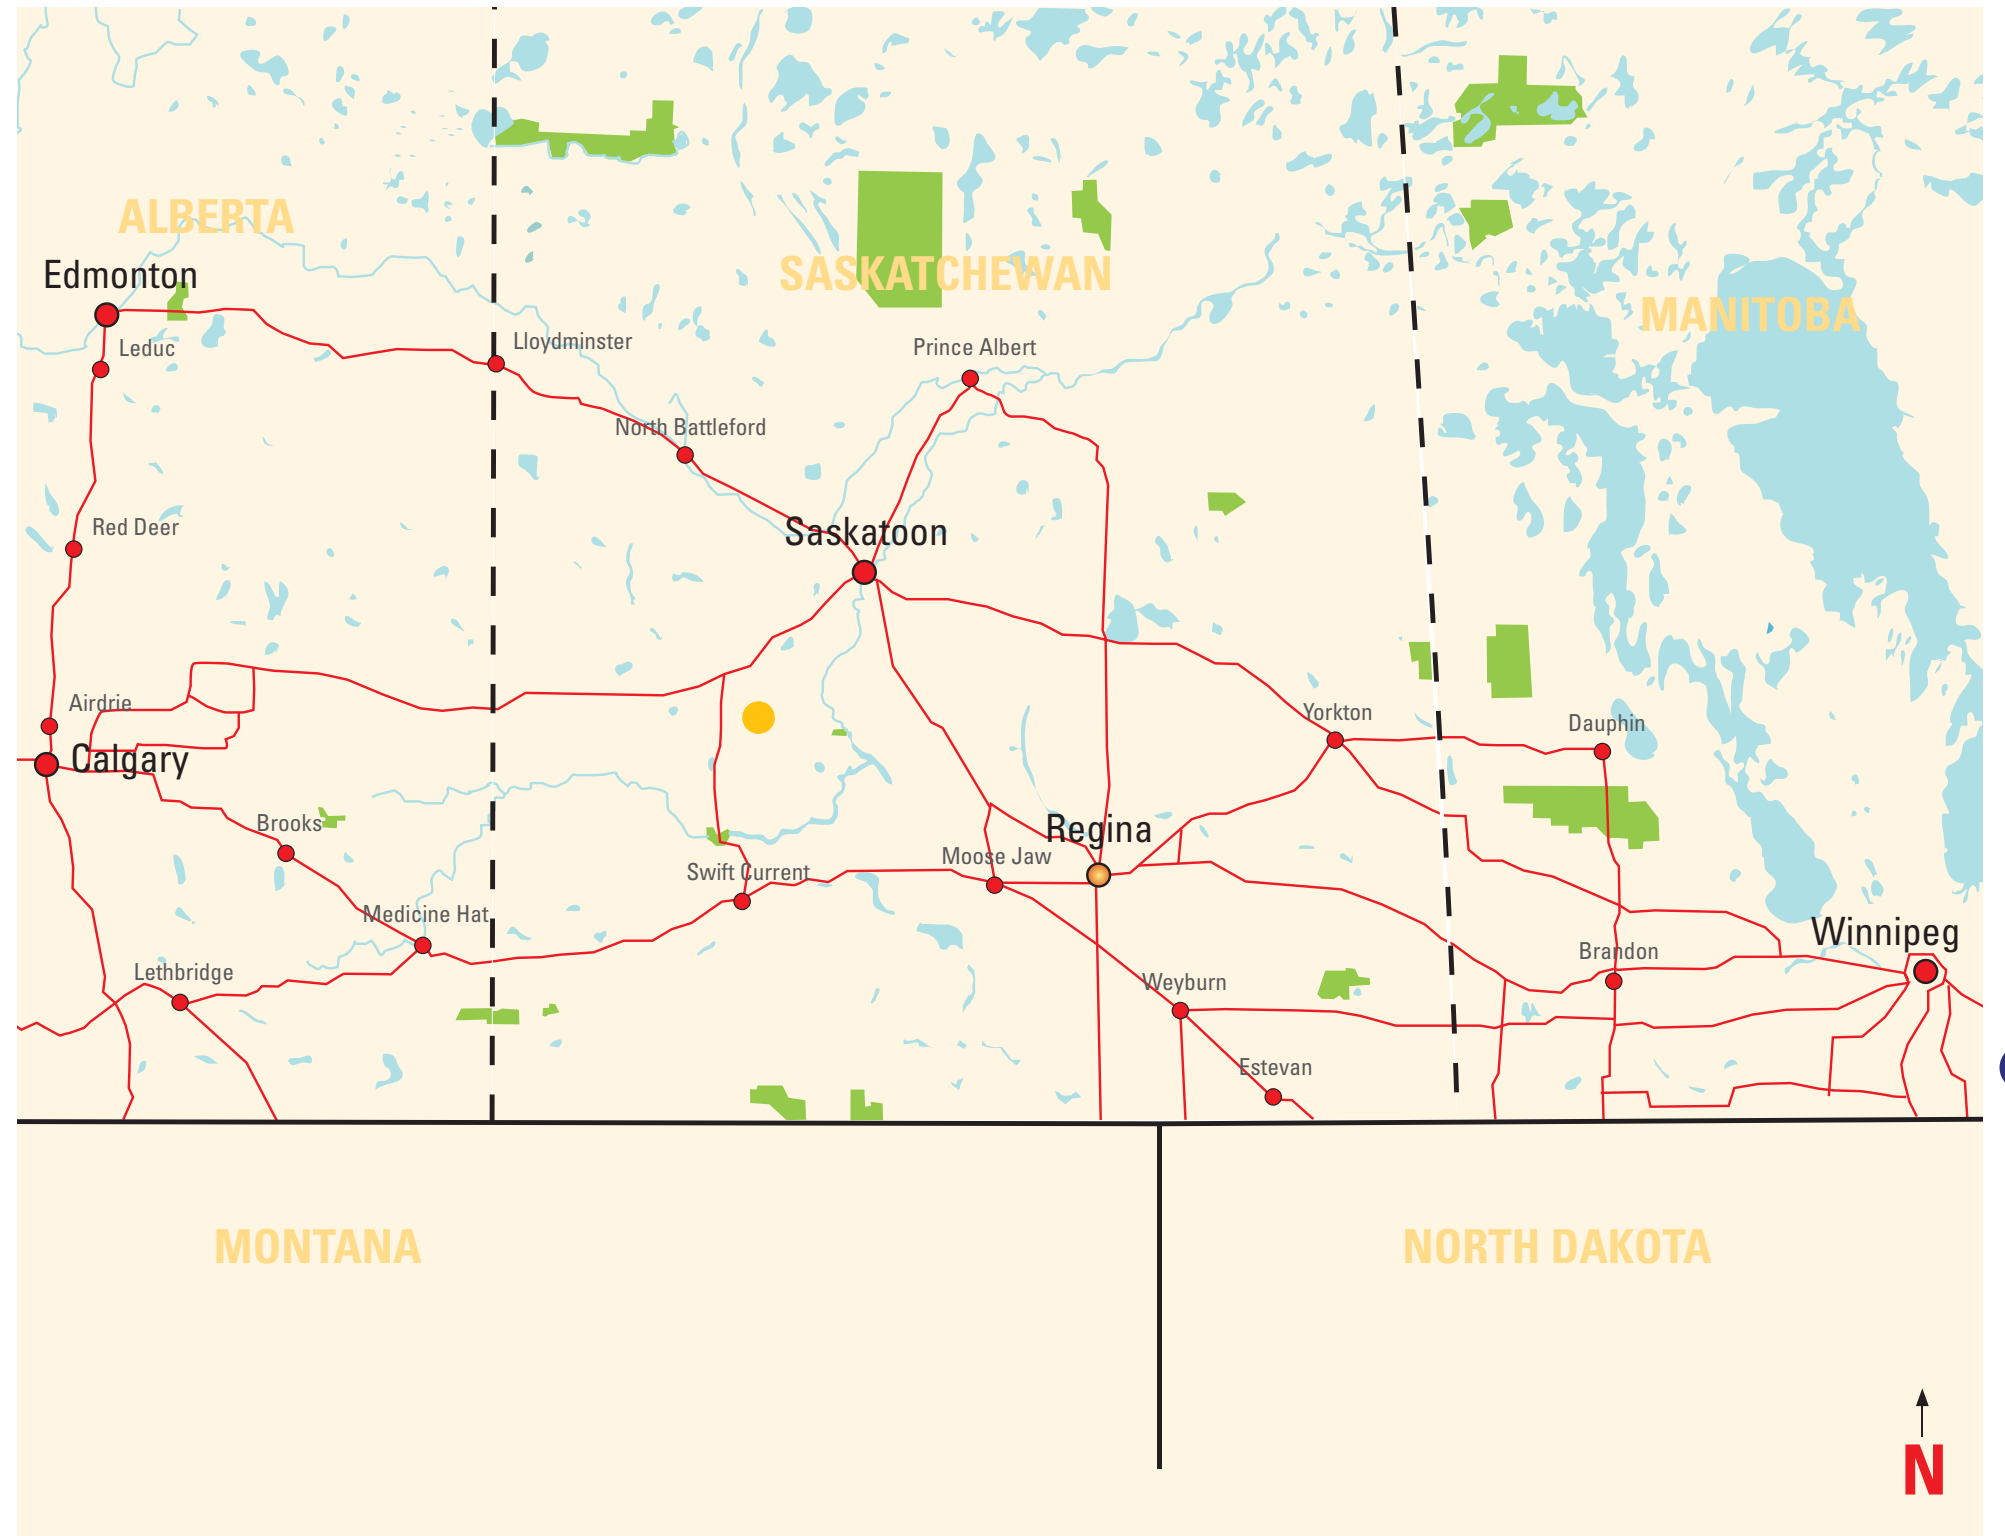 ALBERTA
SASKATCHEWAN
MANITOBA
Edmonton
Leduc
Lloydminster
Prince Albert
North Battleford
Red Deer
Saskatoon
Airdrie
Yorkton
Dauphin
Calgary
Brooks
Regina
Moose Jaw
Swift Current
Medicine Hat
Winnipeg
Brandon
Lethbridge
Weyburn
Estevan
MONTANA
NORTH DAKOTA
N